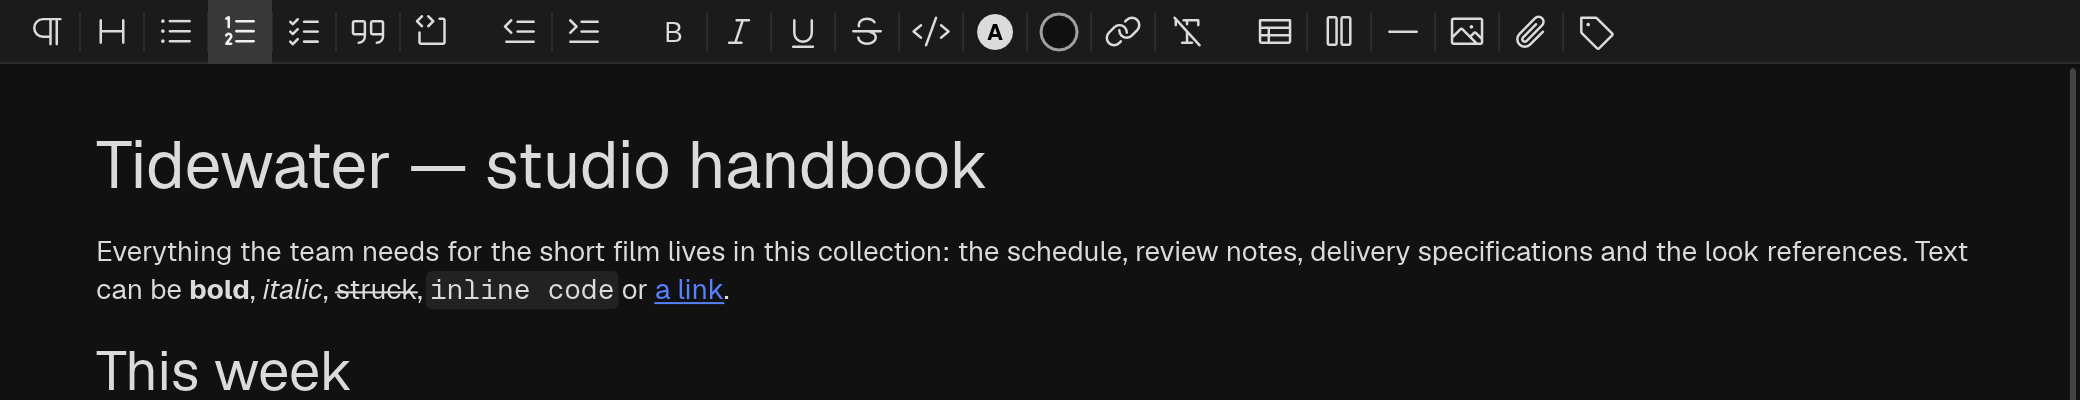 B I U S A
Tidewater — studio handbook
Everything the team needs for the short film lives in this collection: the schedule, review notes, delivery specifications and the look references. Text
can be bold, italic, struck, inline code or a link.
This week